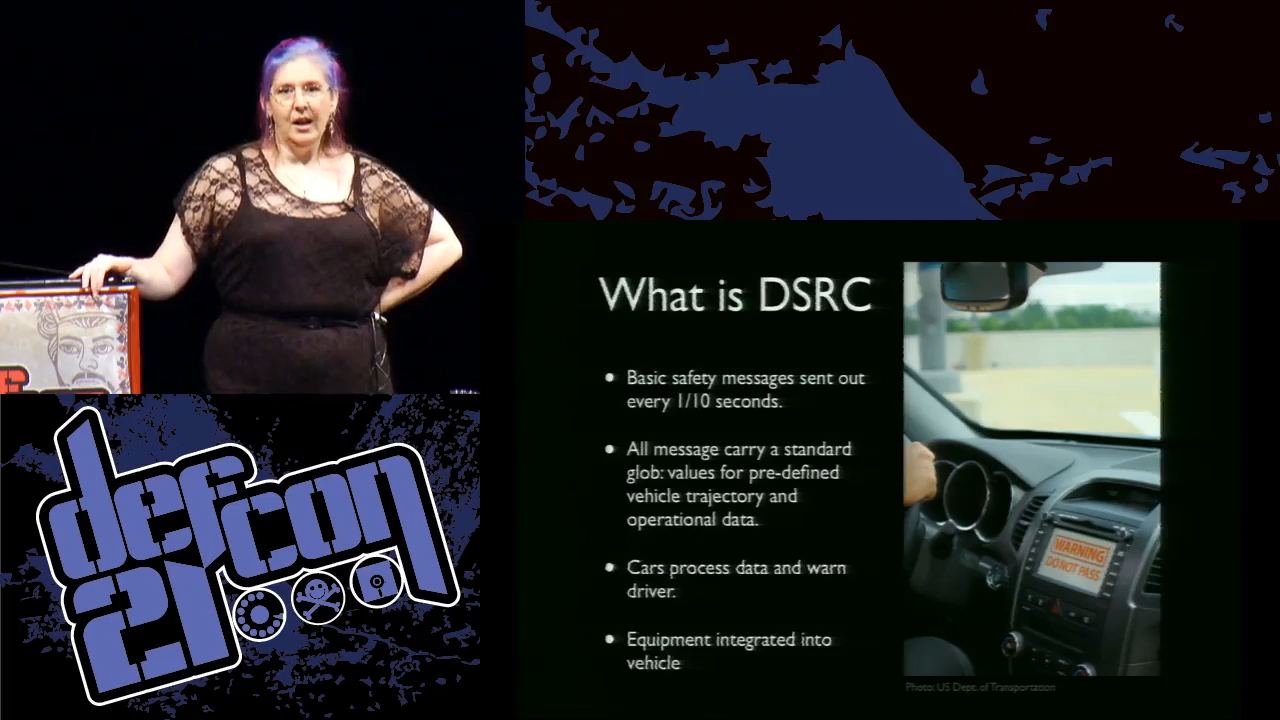 What is DSRC
Basic safety messages sent out
every 1/10 seconds.
All message carry a standard
glob: values for pre-defined
vehicle trajectory and
operational data.
Cars process data and warn
driver.
Equipment integrated into
vehicle
WARNING
DO NOT PASS
Photo: US Dept. of Transportation
defcon
21